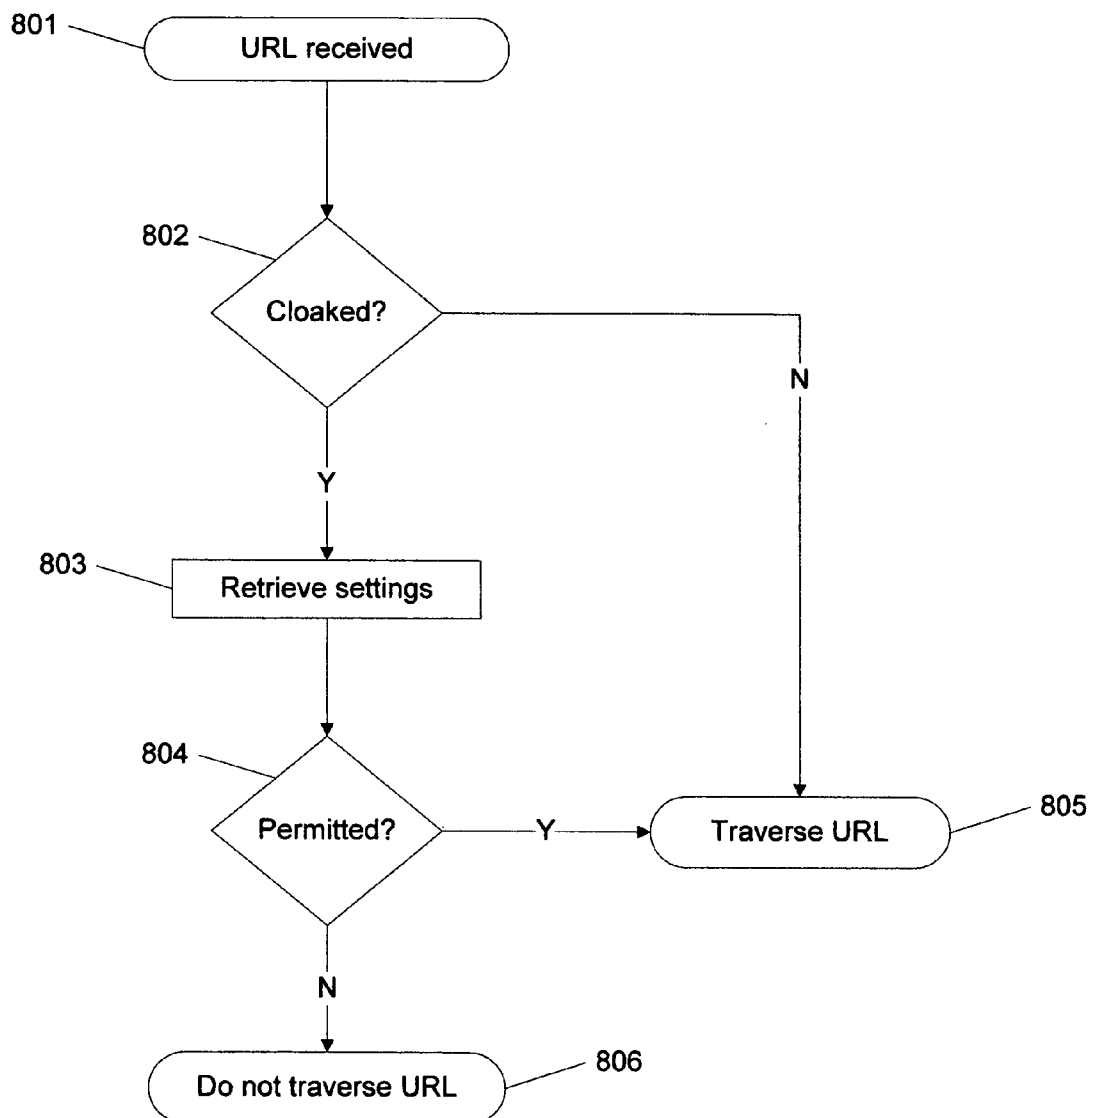 801
URL received
802
Cloaked?
N
Y
803
Retrieve settings
804
Permitted?
Y
Traverse URL
805
N
Do not traverse URL
806